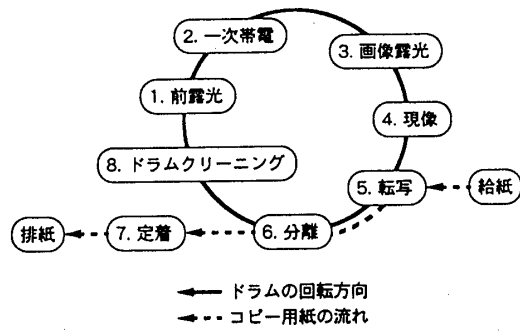 2. 一次帯電
3. 画像露光
1. 前露光
4. 現像
8. ドラムクリーニング
5. 転写
給紙
排紙
7. 定着
6. 分離
ドラムの回転方向
コピー用紙の流れ